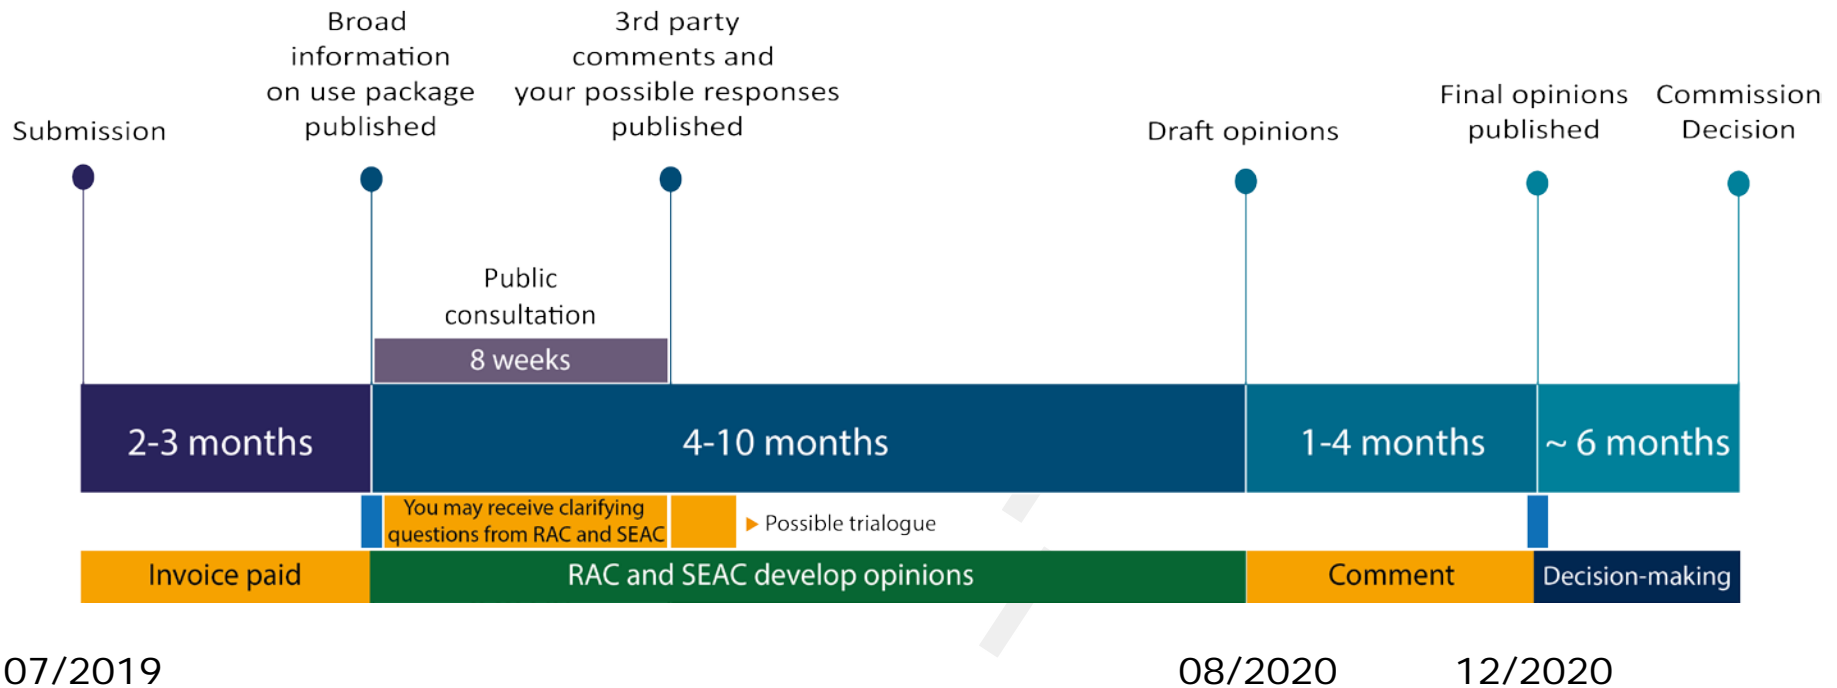 Submission
Broad
information
on use package
published
3rd party
comments and
your possible responses
published
Draft opinions
Final opinions
published
Commission
Decision
Public
consultation
8 weeks
2-3 months
4-10 months
1-4 months
~ 6 months
You may receive clarifying
questions from RAC and SEAC
Possible trialogue
Invoice paid
RAC and SEAC develop opinions
Comment
Decision-making
07/2019
08/2020
12/2020